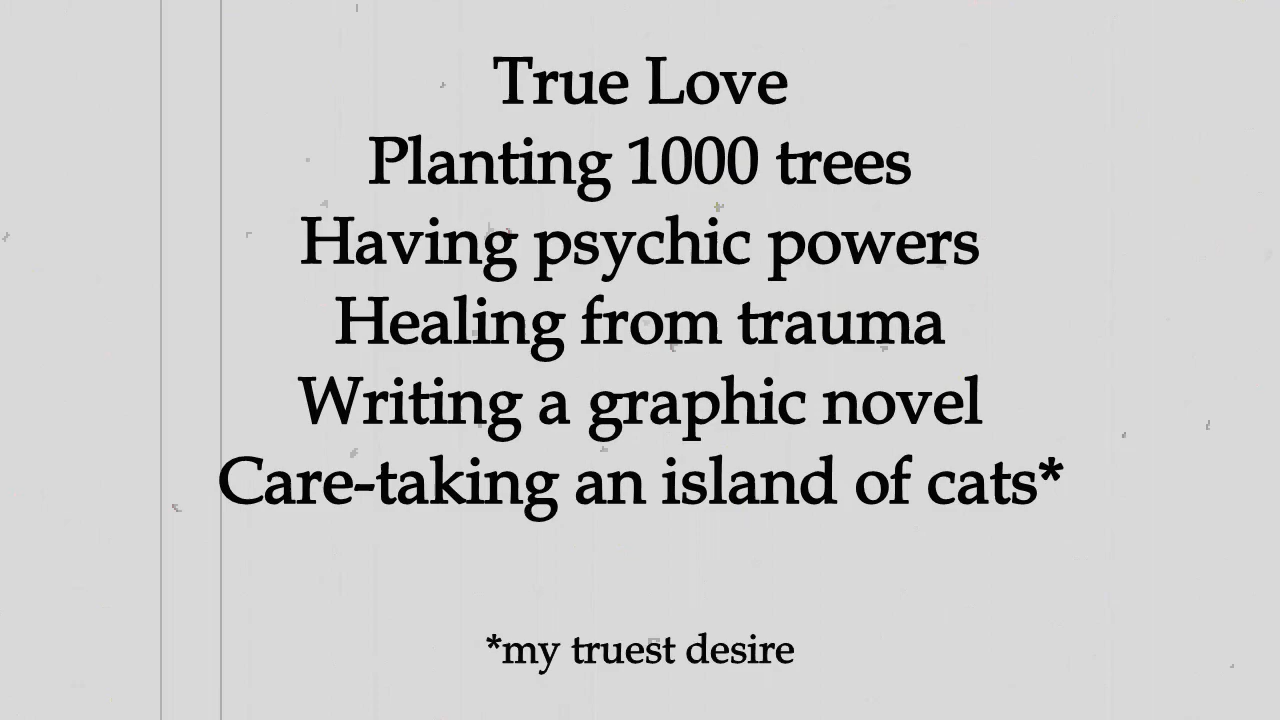 True Love
Planting 1000 trees
Having psychic powers
Healing from trauma
Writing a graphic novel
Care-taking an island of cats*
*my truest desire